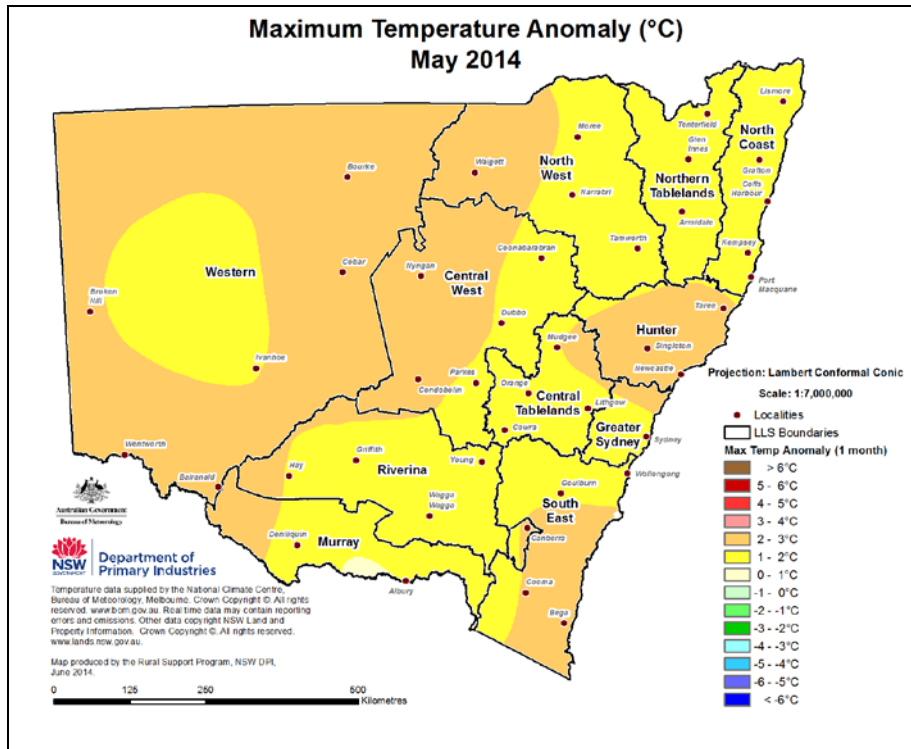 Maximum Temperature Anomaly (°C)
May 2014
Lismore
Tenterfield
North
Coast
Moree
Glen
Innes
Bourke
Walgett
North
West
Northern
Tablelands
Grafton
Coffs
Harbour
Narrabri
Armidale
Coonabarabran
Tamworth
Kempsey
Western
Cobar
Nyngan
Central
West
Port
Macquarie
Broken
Hill
Taree
Dubbo
Hunter
Mudgee
Singleton
Ivanhoe
Newcastle
Parkes
Condobolin
Orange
Central
Tablelands
Lithgow
Cowra
Greater
Sydney
Sydney
Wentworth
Griffith
Young
Hay
Riverina
Balranald
Wollongong
Goulburn
Wagga
Wagga
South
East
Deniliquin
Murray
Canberra
Albury
Cooma
Bega
Projection: Lambert Conformal Conic
Scale: 1:7,000,000
Localities
LLS Boundaries
Max Temp Anomaly (1 month)
> 6°C
5 - 6°C
4 - 5°C
3 - 4°C
2 - 3°C
1 - 2°C
0 - 1°C
-1 - 0°C
-2 - -1°C
-3 - -2°C
-4 - -3°C
-5 - -4°C
-6 - -5°C
< -6°C
Australian Government
Bureau of Meteorology
NSW
GOVERNMENT
Department of
Primary Industries
Temperature data supplied by the National Climate Centre,
Bureau of Meteorology, Melbourne. Crown Copyright ©. All rights
reserved. www.bom.gov.au. Real time data may contain reporting
errors and omissions. Other data copyright NSW Land and
Property Information. Crown Copyright ©. All rights reserved.
www.lands.nsw.gov.au.
Map produced by the Rural Support Program, NSW DPI,
June 2014.
0 125 250 500
Kilometres